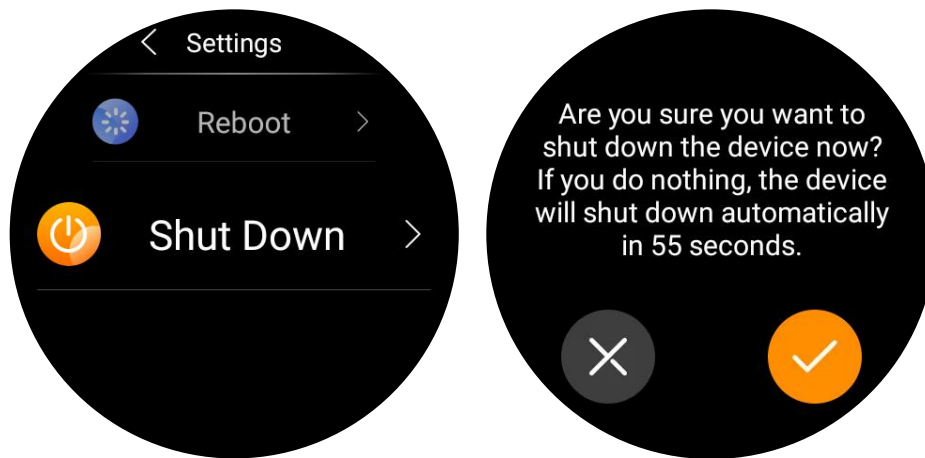 Settings
Reboot
Shut Down
Are you sure you want to
shut down the device now?
If you do nothing, the device
will shut down automatically
in 55 seconds.